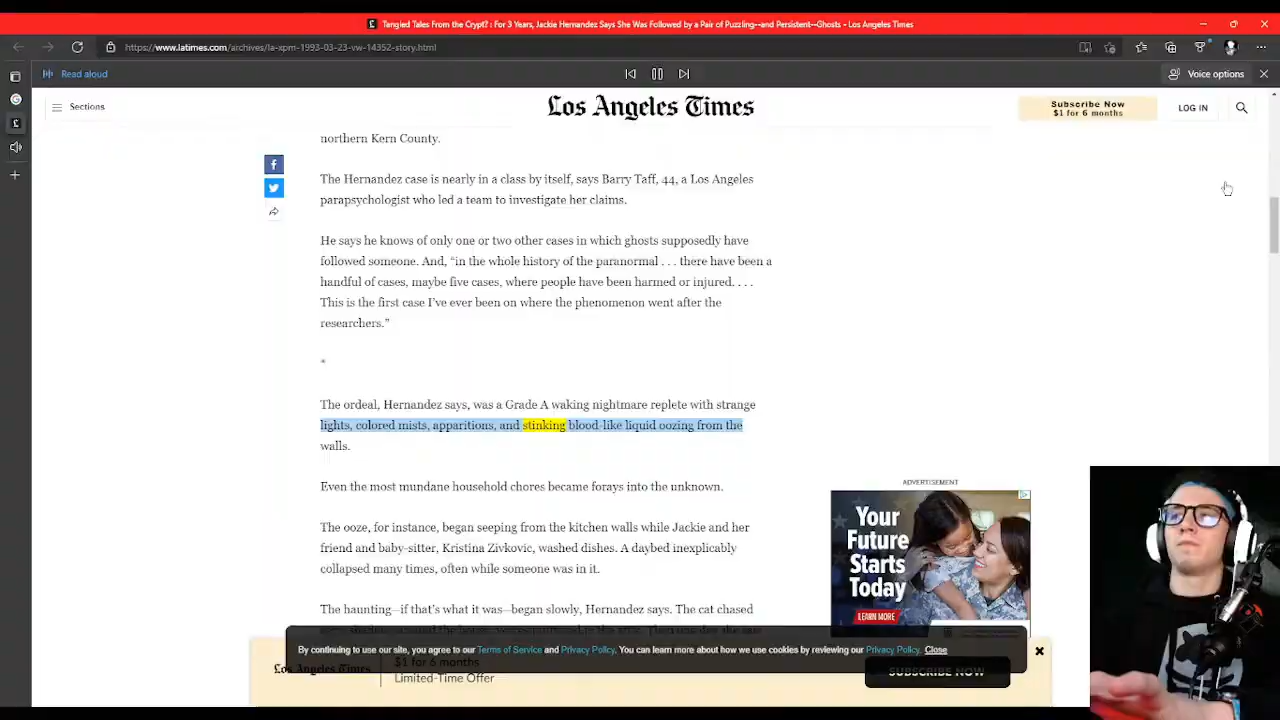 Tangled Tales From the Crypt? : For 3 Years, Jackie Hernandez Says She Was Followed by a Pair of Puzzling--and Persistent--Ghosts - Los Angeles Times
https://www.latimes.com/archives/la-xpm-1993-03-23-vw-14352-story.html
Read aloud
Voice options
Sections
Los Angeles Times
Subscribe Now
$1 for 6 months
LOG IN
northern Kern County.
The Hernandez case is nearly in a class by itself, says Barry Taff, 44, a Los Angeles
parapsychologist who led a team to investigate her claims.
He says he knows of only one or two other cases in which ghosts supposedly have
followed someone. And, “in the whole history of the paranormal . . . there have been a
handful of cases, maybe five cases, where people have been harmed or injured. . . .
This is the first case I’ve ever been on where the phenomenon went after the
researchers.”
*
The ordeal, Hernandez says, was a Grade A waking nightmare replete with strange
lights, colored mists, apparitions, and stinking blood-like liquid oozing from the
walls.
Even the most mundane household chores became forays into the unknown.
The ooze, for instance, began seeping from the kitchen walls while Jackie and her
friend and baby-sitter, Kristina Zivkovic, washed dishes. A daybed inexplicably
collapsed many times, often while someone was in it.
The haunting—if that’s what it was—began slowly, Hernandez says. The cat chased
ADVERTISEMENT
Your
Future
Starts
Today
LEARN MORE
By continuing to use our site, you agree to our Terms of Service and Privacy Policy. You can learn more about how we use cookies by reviewing our Privacy Policy. Close
Los Angeles Times
$1 for 6 months
Limited-Time Offer
SUBSCRIBE NOW